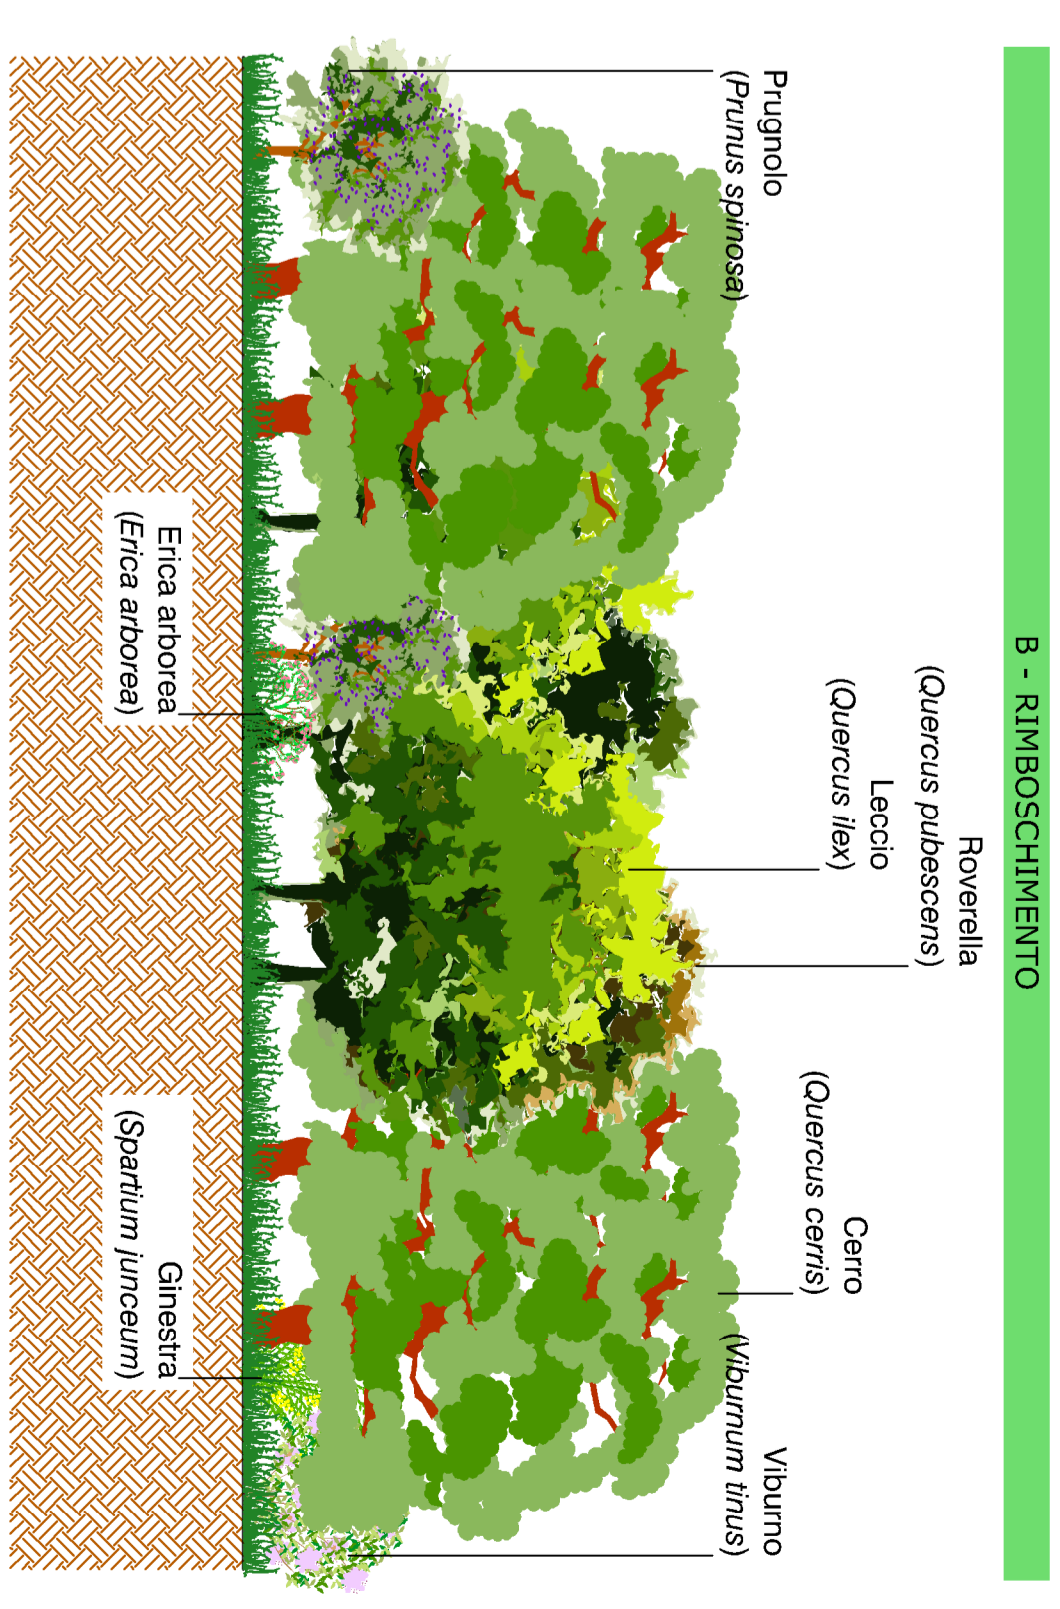 B - RIMBOSCHIMENTO
Roverella
(Quercus pubescens)
Leccio
(Quercus ilex)
Cerro
(Quercus cerris)
Prugnolo
(Prunus spinosa)
Viburno
(Viburnum tinus)
Erica arborea
(Erica arborea)
Ginestra
(Spartium junceum)